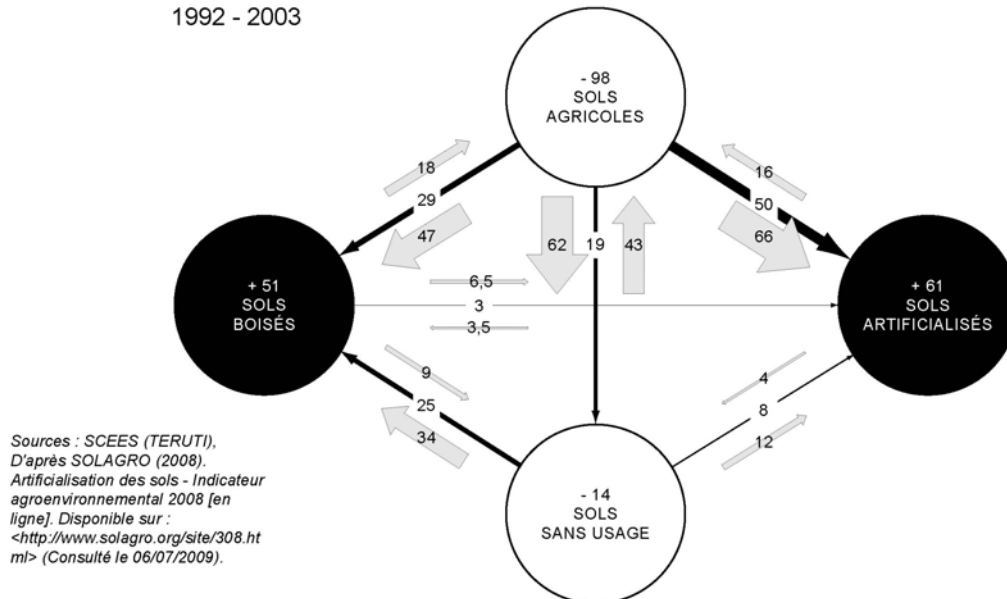 1992 - 2003
- 98
SOLS
AGRICOLES
18
29
47
16
50
66
62
19
43
6,5
3
3,5
+ 51
SOLS
BOISÉS
+ 61
SOLS
ARTIFICIALISÉS
9
25
34
4
8
12
- 14
SOLS
SANS USAGE
Sources : SCEES (TERUTI),
D'après SOLAGRO (2008).
Artificialisation des sols - Indicateur
agroenvironnemental 2008 [en
ligne]. Disponible sur :
<http://www.solagro.org/site/308.ht
ml> (Consulté le 06/07/2009).